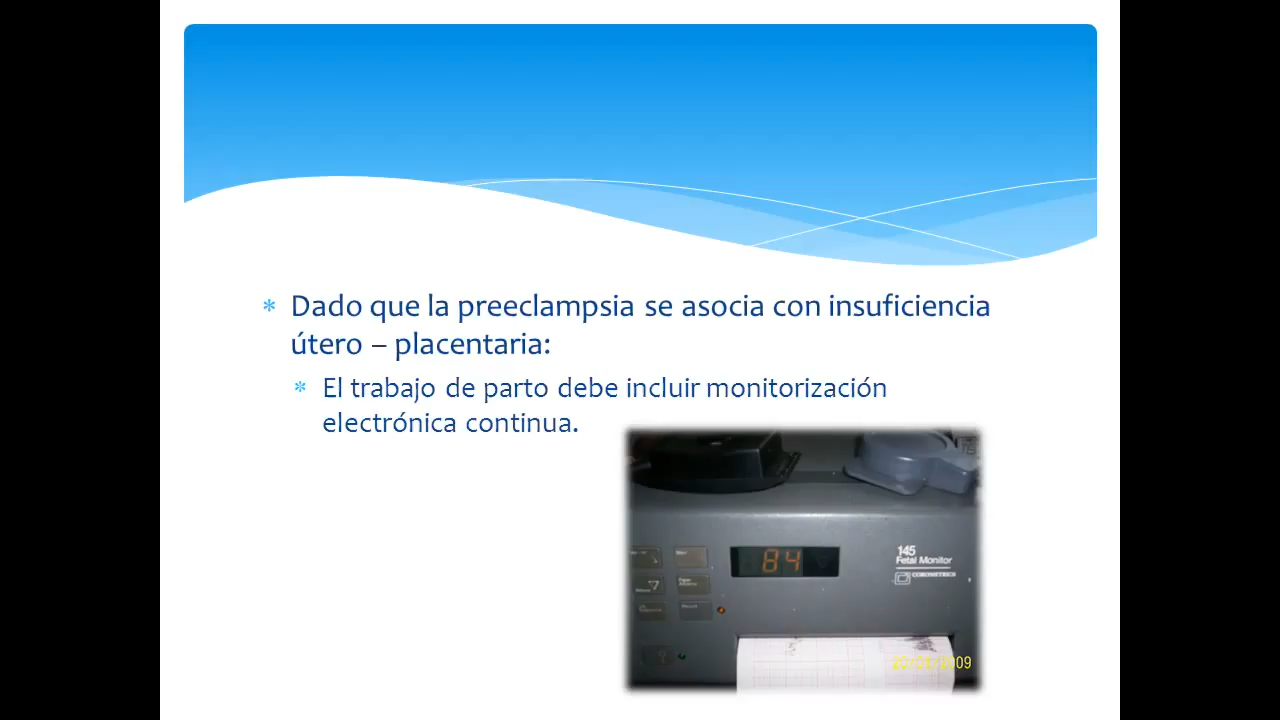 * Dado que la preeclampsia se asocia con insuficiencia
útero – placentaria:
* El trabajo de parto debe incluir monitorización
electrónica continua.
84
145
Fetal Monitor
COROMETRICS